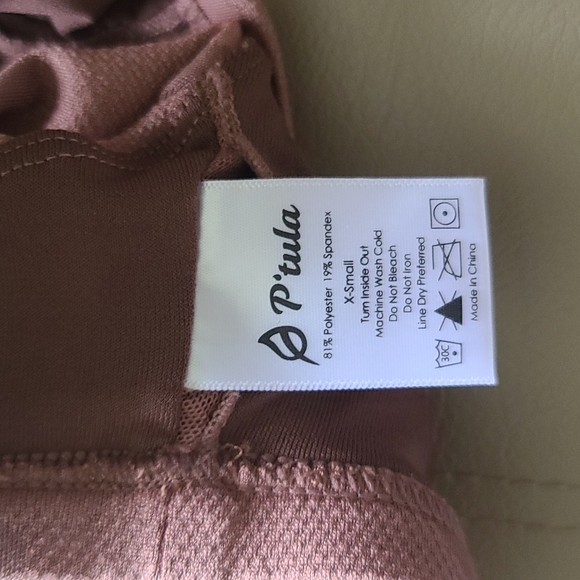 P'tula
81% Polyester 19% Spandex
X-Small
Turn Inside Out
Machine Wash Cold
Do Not Bleach
Do Not Iron
Line Dry Preferred
30C
Made In China